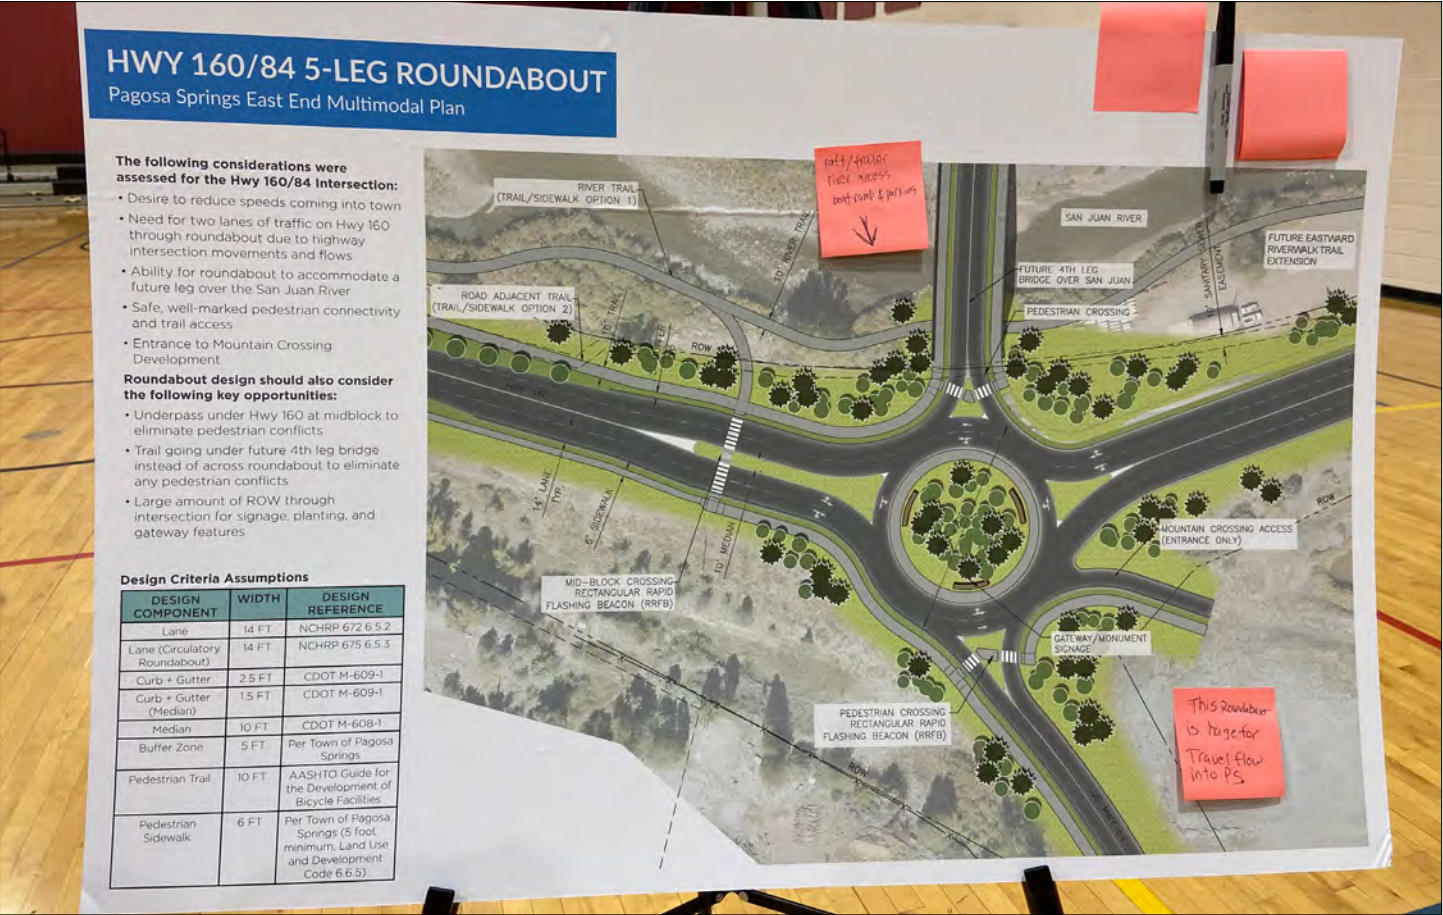 HWY 160/84 5-LEG ROUNDABOUT
Pagosa Springs East End Multimodal Plan
The following considerations were
assessed for the Hwy 160/84 Intersection:
• Desire to reduce speeds coming into town
• Need for two lanes of traffic on Hwy 160
through roundabout due to highway
intersection movements and flows
• Ability for roundabout to accommodate a
future leg over the San Juan River
• Safe, well-marked pedestrian connectivity
and trail access
• Entrance to Mountain Crossing
Development
Roundabout design should also consider
the following key opportunities:
• Underpass under Hwy 160 at midblock to
eliminate pedestrian conflicts
• Trail going under future 4th leg bridge
instead of across roundabout to eliminate
any pedestrian conflicts
• Large amount of ROW through
intersection for signage, planting, and
gateway features
Design Criteria Assumptions
DESIGN COMPONENT WIDTH DESIGN REFERENCE
Lane 14 FT NCHRP 672 6.5.2
Lane (Circulatory Roundabout) 14 FT NCHRP 675 6.5.3
Curb + Gutter 2.5 FT CDOT M-609-1
Curb + Gutter (Median) 1.5 FT CDOT M-609-1
Median 10 FT CDOT M-608-1
Buffer Zone 5 FT Per Town of Pagosa Springs
Pedestrian Trail 10 FT AASHTO Guide for the Development of Bicycle Facilities
Pedestrian Sidewalk 6 FT Per Town of Pagosa Springs (5 foot minimum, Land Use and Development Code 6.6.5)
RIVER TRAIL
(TRAIL/SIDEWALK OPTION 1)
10' RIVER TRAIL
raft/trailer
river access
boat ramp & parking
SAN JUAN RIVER
SANITARY SEWER
EASEMENT
FUTURE EASTWARD
RIVERWALK TRAIL
EXTENSION
FUTURE 4TH LEG
BRIDGE OVER SAN JUAN
PEDESTRIAN CROSSING
ROAD ADJACENT TRAIL
(TRAIL/SIDEWALK OPTION 2)
10' TRAIL
ROW
HWY 160
14' LANE
TYP.
6' SIDEWALK
10' MEDIAN
MID-BLOCK CROSSING
RECTANGULAR RAPID
FLASHING BEACON (RRFB)
ROW
MOUNTAIN CROSSING ACCESS
(ENTRANCE ONLY)
GATEWAY/MONUMENT
SIGNAGE
PEDESTRIAN CROSSING
RECTANGULAR RAPID
FLASHING BEACON (RRFB)
ROW
This Roundabout
is huge for
Travel flow
into PS